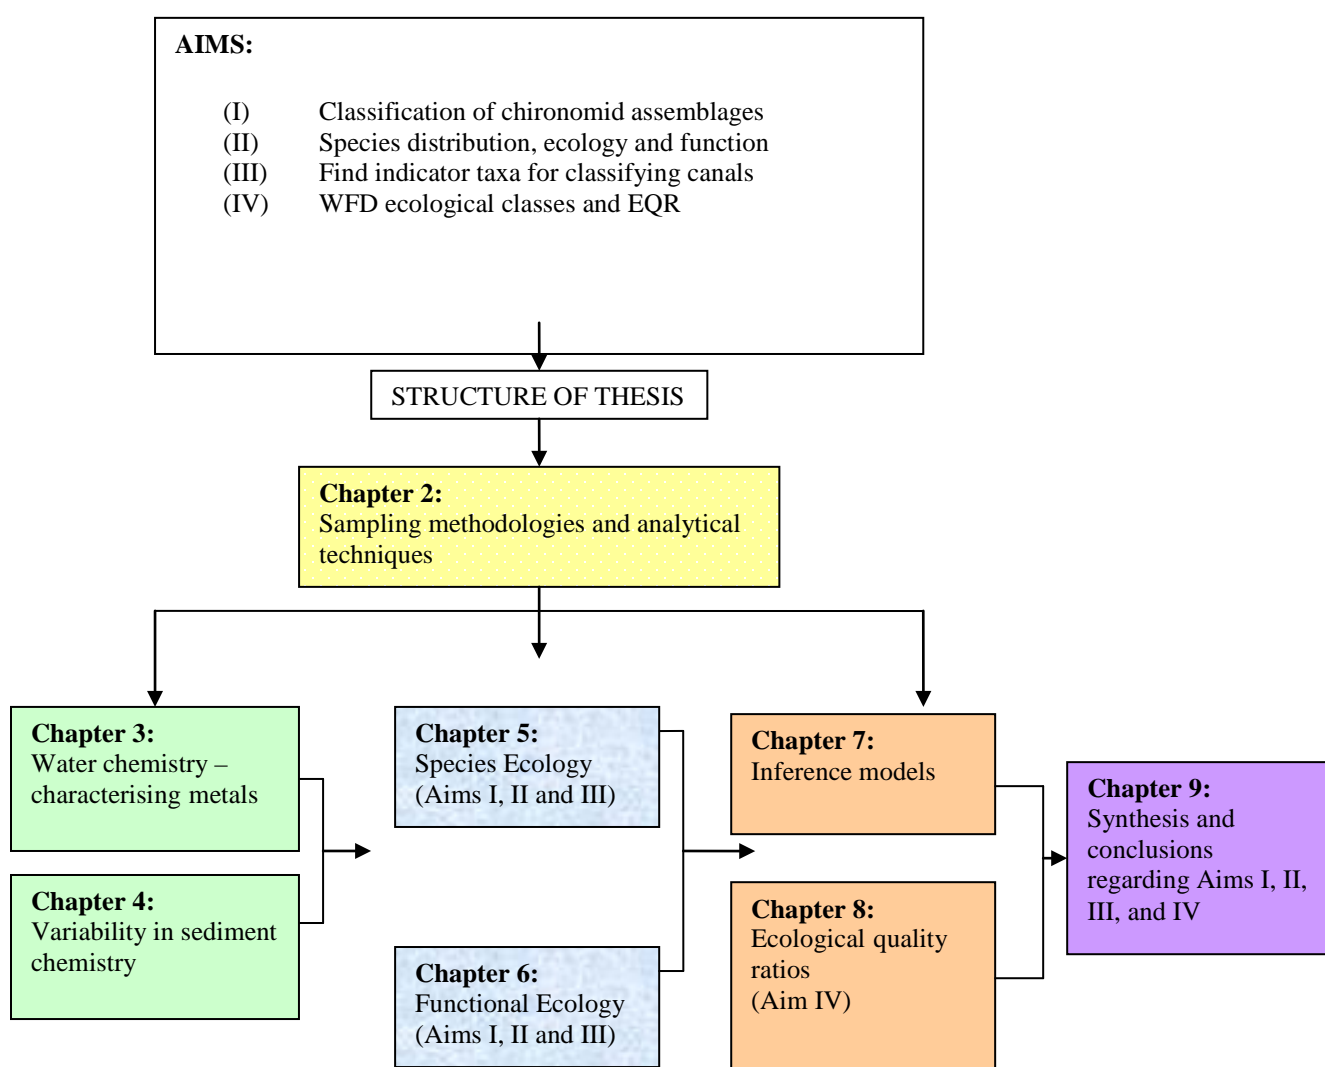 AIMS:
(I) Classification of chironomid assemblages
(II) Species distribution, ecology and function
(III) Find indicator taxa for classifying canals
(IV) WFD ecological classes and EQR
STRUCTURE OF THESIS
Chapter 2:
Sampling methodologies and analytical
techniques
Chapter 3:
Water chemistry –
characterising metals
Chapter 4:
Variability in sediment
chemistry
Chapter 5:
Species Ecology
(Aims I, II and III)
Chapter 6:
Functional Ecology
(Aims I, II and III)
Chapter 7:
Inference models
Chapter 8:
Ecological quality
ratios
(Aim IV)
Chapter 9:
Synthesis and
conclusions
regarding Aims I, II,
III, and IV